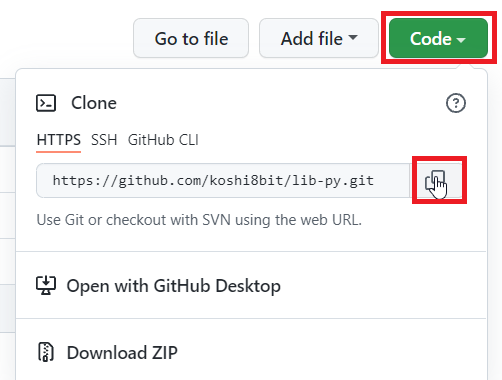 Go to file Add file Code
Clone
HTTPS SSH GitHub CLI
https://github.com/koshi8bit/lib-py.git
Use Git or checkout with SVN using the web URL.
Open with GitHub Desktop
Download ZIP